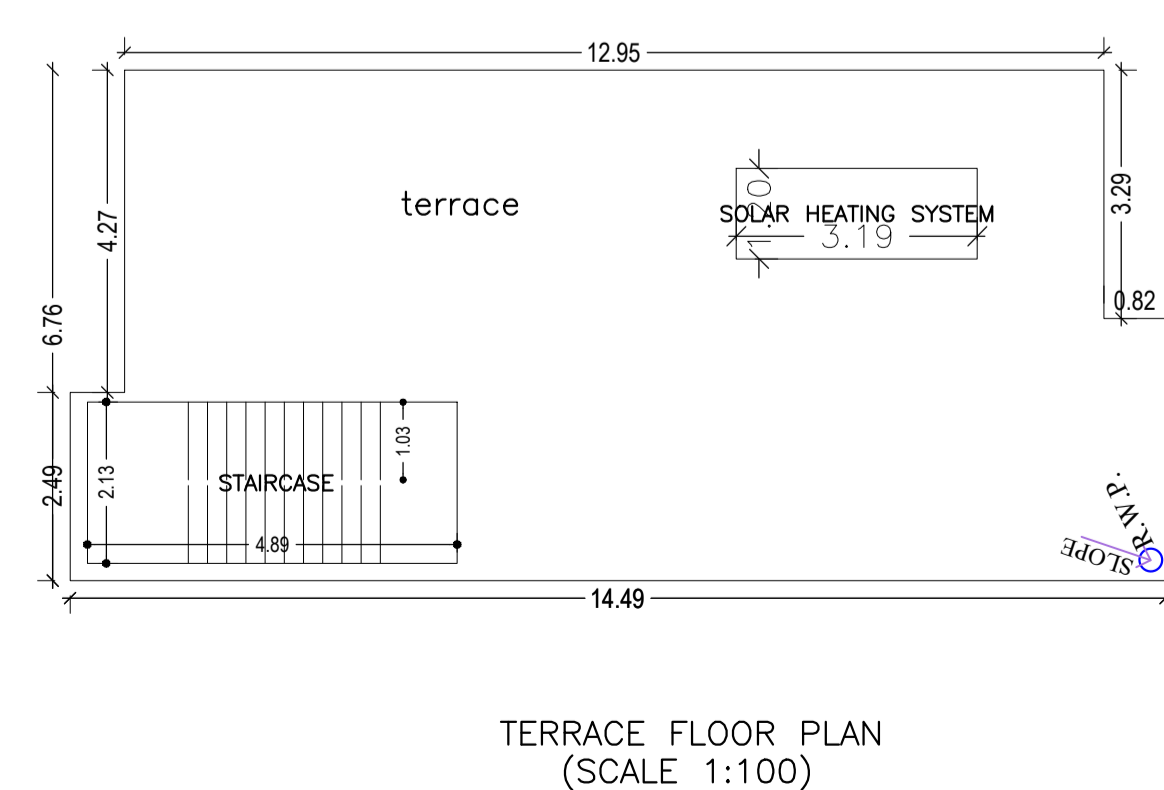 12.95
4.27
6.76
terrace
1.20
SOLAR HEATING SYSTEM
3.19
3.29
0.82
2.49
2.13
STAIRCASE
1.03
4.89
R.W.P.
SLOPE
14.49
TERRACE FLOOR PLAN
(SCALE 1:100)